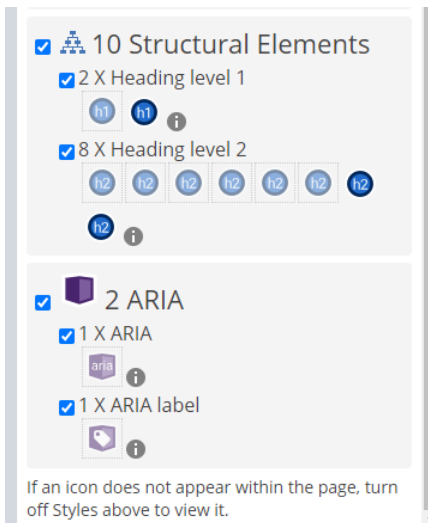 10 Structural Elements
2 X Heading level 1
h1 h1 i
8 X Heading level 2
h2 h2 h2 h2 h2 h2 h2
h2 i
2 ARIA
1 X ARIA
aria i
1 X ARIA label
i
If an icon does not appear within the page, turn
off Styles above to view it.